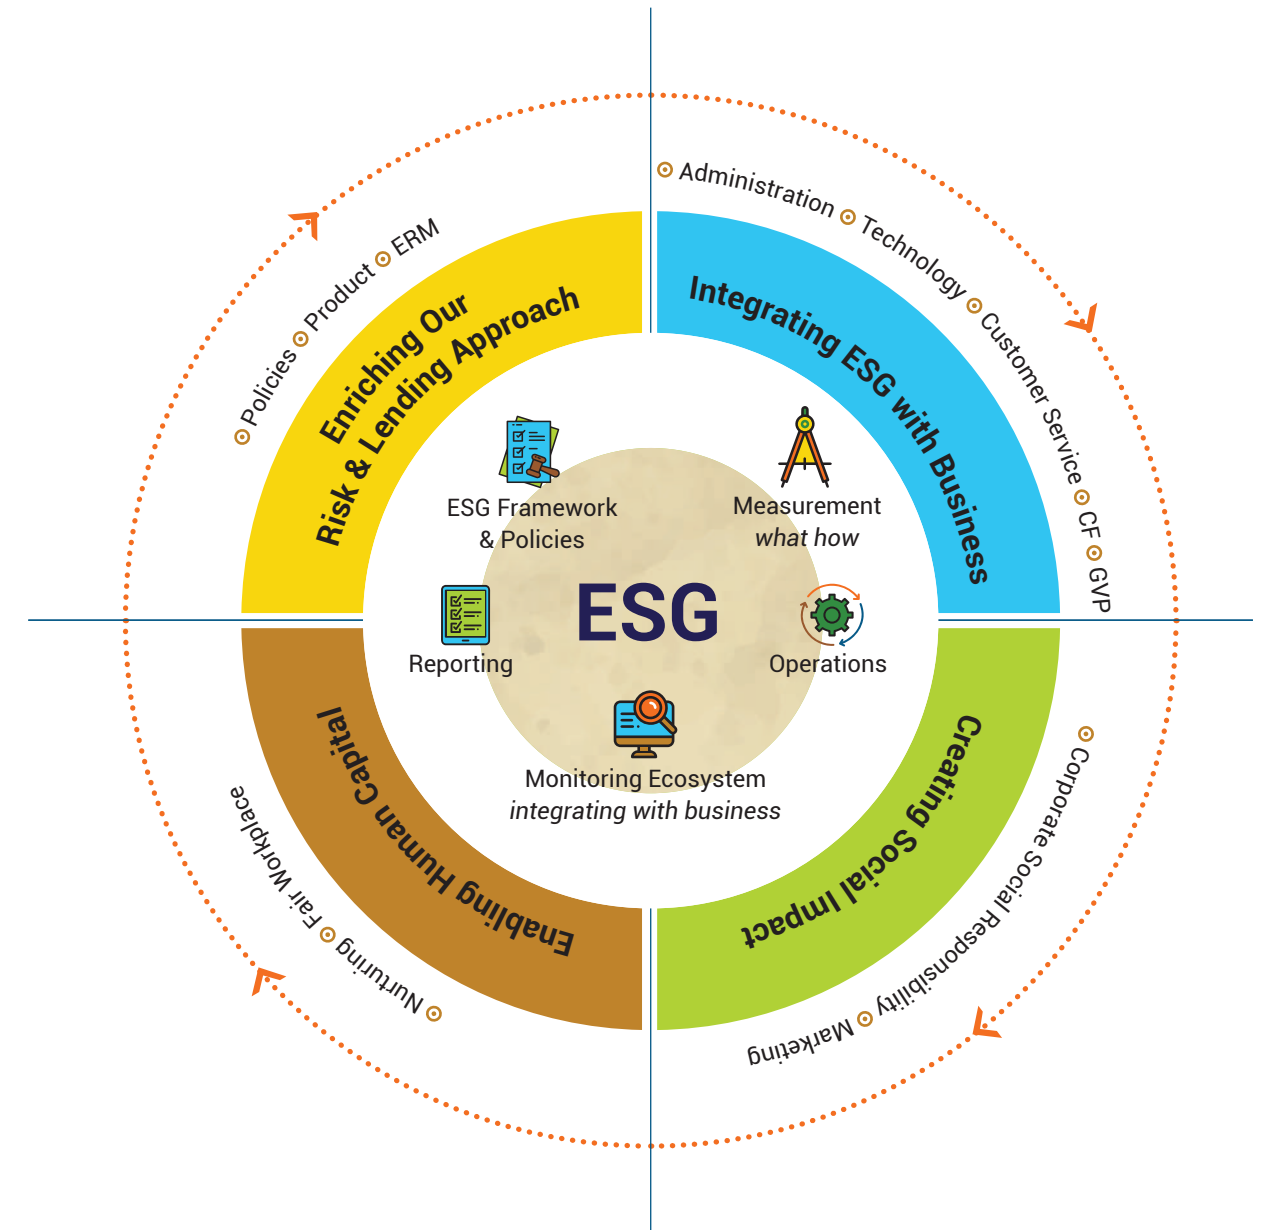 Administration
Technology
Customer Service
CF
GVP
Policies
Product
ERM
Enriching Our
Risk & Lending Approach
Integrating ESG with Business
ESG Framework
& Policies
Measurement
what how
ESG
Reporting
Operations
Monitoring Ecosystem
integrating with business
Enabling Human Capital
Creating Social Impact
Corporate Social Responsibility
Marketing
Nurturing
Fair Workplace